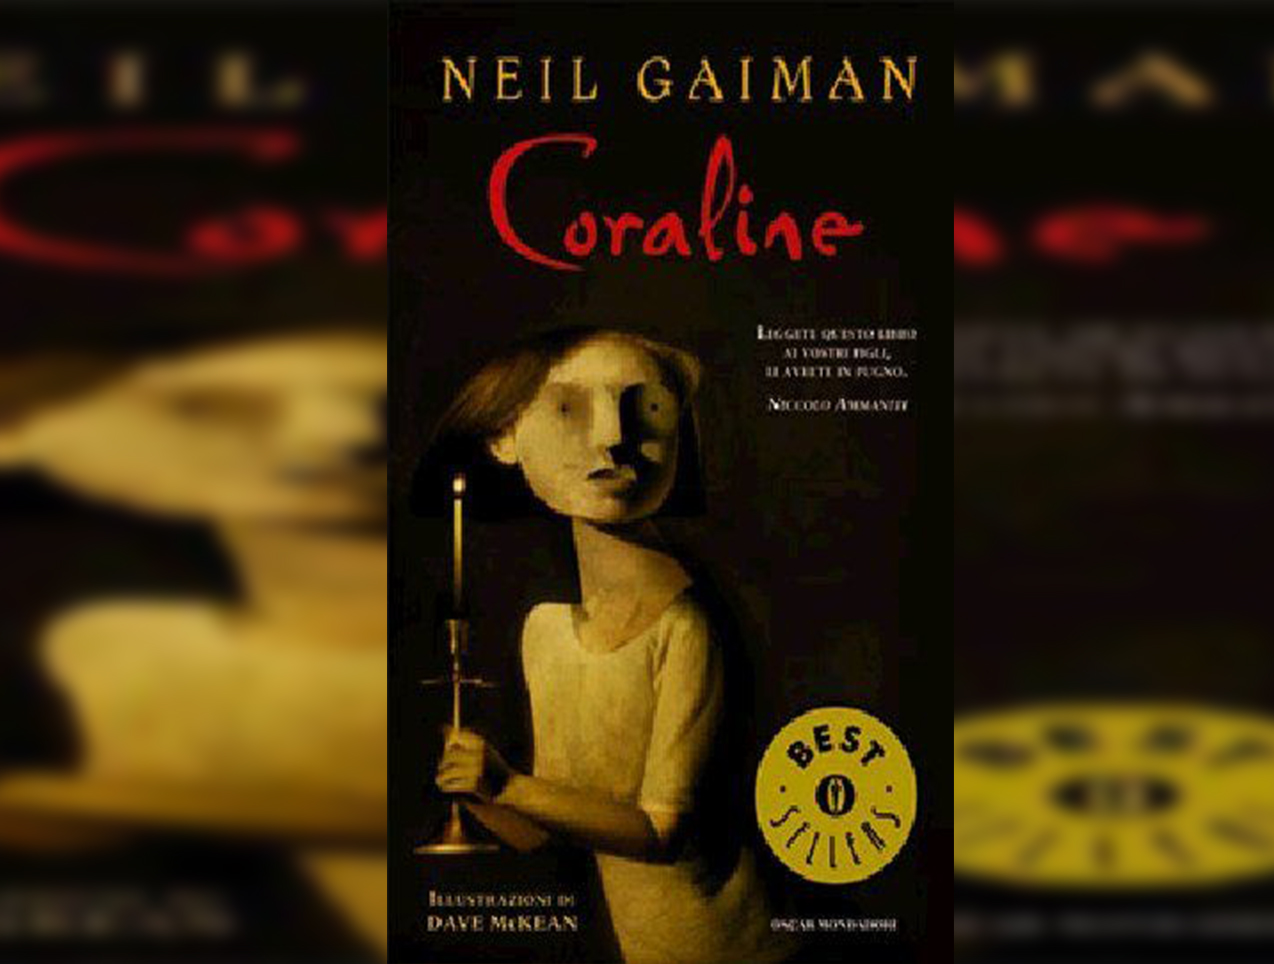 NEIL GAIMAN
Coraline
LEGGETE QUESTO LIBRO
AI VOSTRI FIGLI,
LI AVRETE IN PUGNO.
NICCOLÒ AMMANITI
BEST
SELLERS
ILLUSTRAZIONI DI
DAVE McKEAN
OSCAR MONDADORI